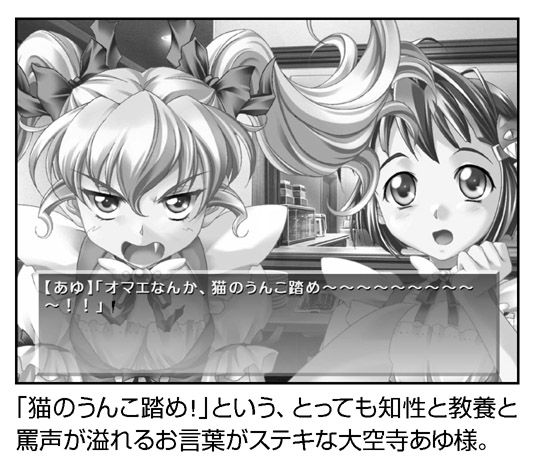 【あゆ】「オマエなんか、猫のうんこ踏め～～～～～～～～～
～！！」
「猫のうんこ踏め!」という、とっても知性と教養と
罵声が溢れるお言葉がステキな大空寺あゆ様。